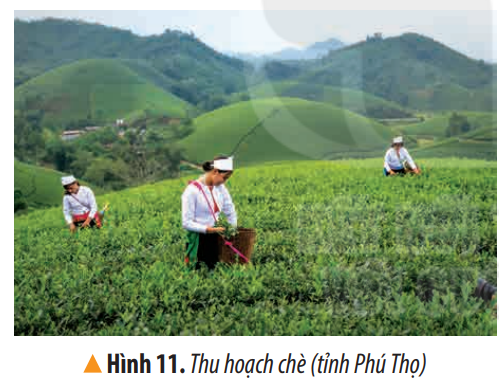 ▲ Hình 11. Thu hoạch chè (tỉnh Phú Thọ)